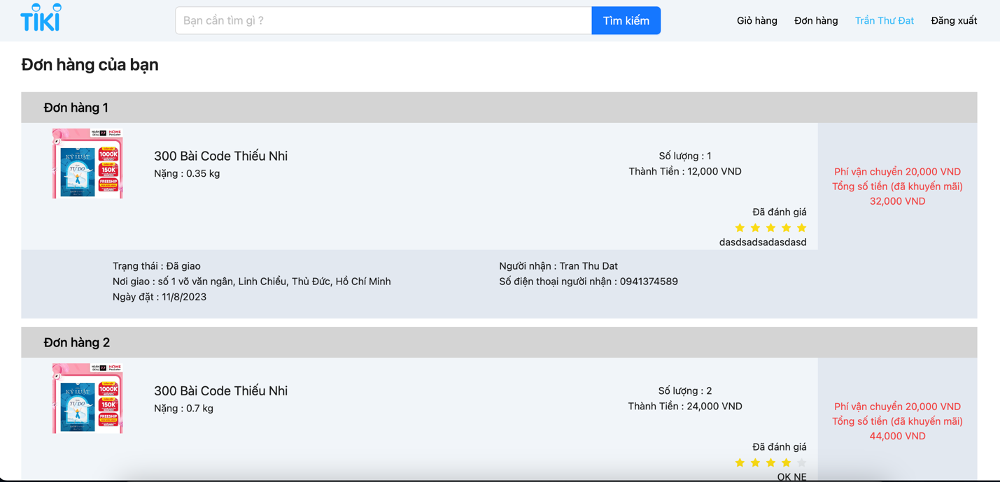 TIKI
Bạn cần tìm gì ?
Tìm kiếm
Giỏ hàng
Đơn hàng
Trần Thư Đat
Đăng xuất
Đơn hàng của bạn
Đơn hàng 1
KỶ LUẬT
TỰ DO
1000K
150K
FREESHIP
300 Bài Code Thiếu Nhi
Nặng : 0.35 kg
Số lượng : 1
Thành Tiền : 12,000 VND
Đã đánh giá
dasdsadsadasdasd
Phí vận chuyển 20,000 VND
Tổng số tiền (đã khuyến mãi)
32,000 VND
Trạng thái : Đã giao
Nơi giao : số 1 võ văn ngân, Linh Chiểu, Thủ Đức, Hồ Chí Minh
Ngày đặt : 11/8/2023
Người nhận : Tran Thu Dat
Số điện thoại người nhận : 0941374589
Đơn hàng 2
KỶ LUẬT
TỰ DO
1000K
150K
FREESHIP
300 Bài Code Thiếu Nhi
Nặng : 0.7 kg
Số lượng : 2
Thành Tiền : 24,000 VND
Đã đánh giá
OK NE
Phí vận chuyển 20,000 VND
Tổng số tiền (đã khuyến mãi)
44,000 VND